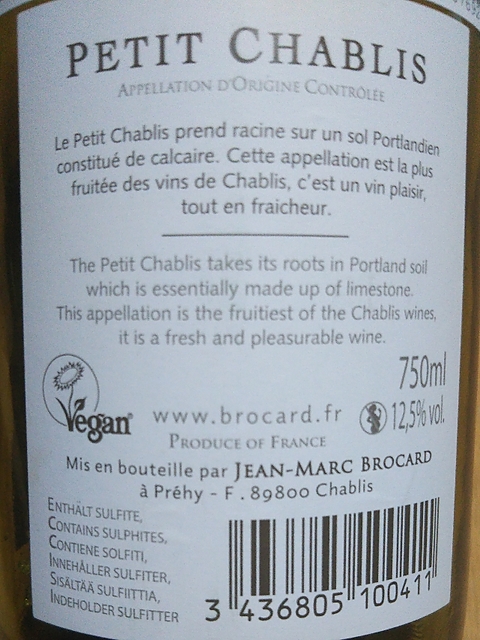 PETIT CHABLIS
APPELLATION D'ORIGINE CONTRÔLÉE
Le Petit Chablis prend racine sur un sol Portlandien
constitué de calcaire. Cette appellation est la plus
fruitée des vins de Chablis, c'est un vin plaisir,
tout en fraicheur.
The Petit Chablis takes its roots in Portland soil
which is essentially made up of limestone.
This appellation is the fruitiest of the Chablis wines,
it is a fresh and pleasurable wine.
750ml
Vegan
www.brocard.fr
12,5% vol.
PRODUCE OF FRANCE
Mis en bouteille par JEAN-MARC BROCARD
à Préhy - F . 89800 Chablis
ENTHÄLT SULFITE,
CONTAINS SULPHITES,
CONTIENE SOLFITI,
INNEHÅLLER SULFITER,
SISÄLTÄÄ SULFIITTIA,
INDEHOLDER SULFITTER
3 436805 100411